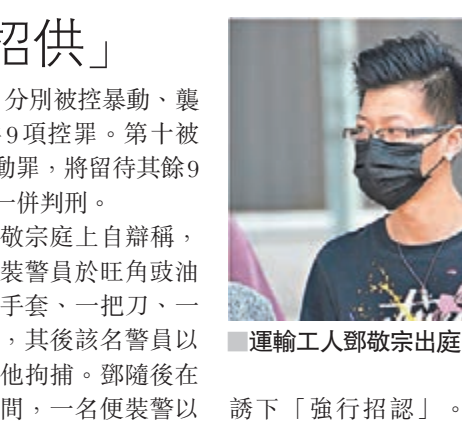 招供」
分別被控暴動、襲
9項控罪。第十被
動罪，將留待其餘9
一併判刑。
敬宗庭上自辯稱，
裝警員於旺角豉油
手套、一把刀、一
，其後該名警員以
他拘捕。鄧隨後在
間，一名便裝警以
■運輸工人鄧敬宗出庭
誘下「強行招認」。